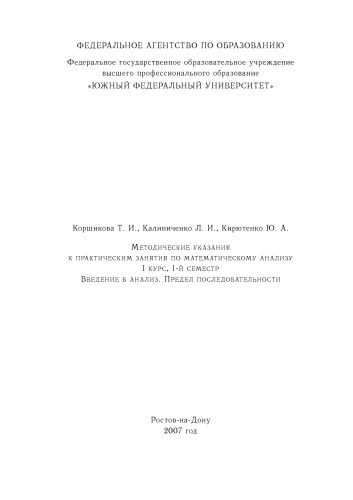 ФЕДЕРАЛЬНОЕ АГЕНТСТВО ПО ОБРАЗОВАНИЮ
Федеральное государственное образовательное учреждение
высшего профессионального образование
«ЮЖНЫЙ ФЕДЕРАЛЬНЫЙ УНИВЕРСИТЕТ»
Коршикова Т. И., Калиниченко Л. И., Кирютенко Ю. А.
Методические указания
к практическим занятия по математическому анализу
I курс, 1-й семестр
Введение в анализ. Предел последовательности
Ростов-на-Дону
2007 год